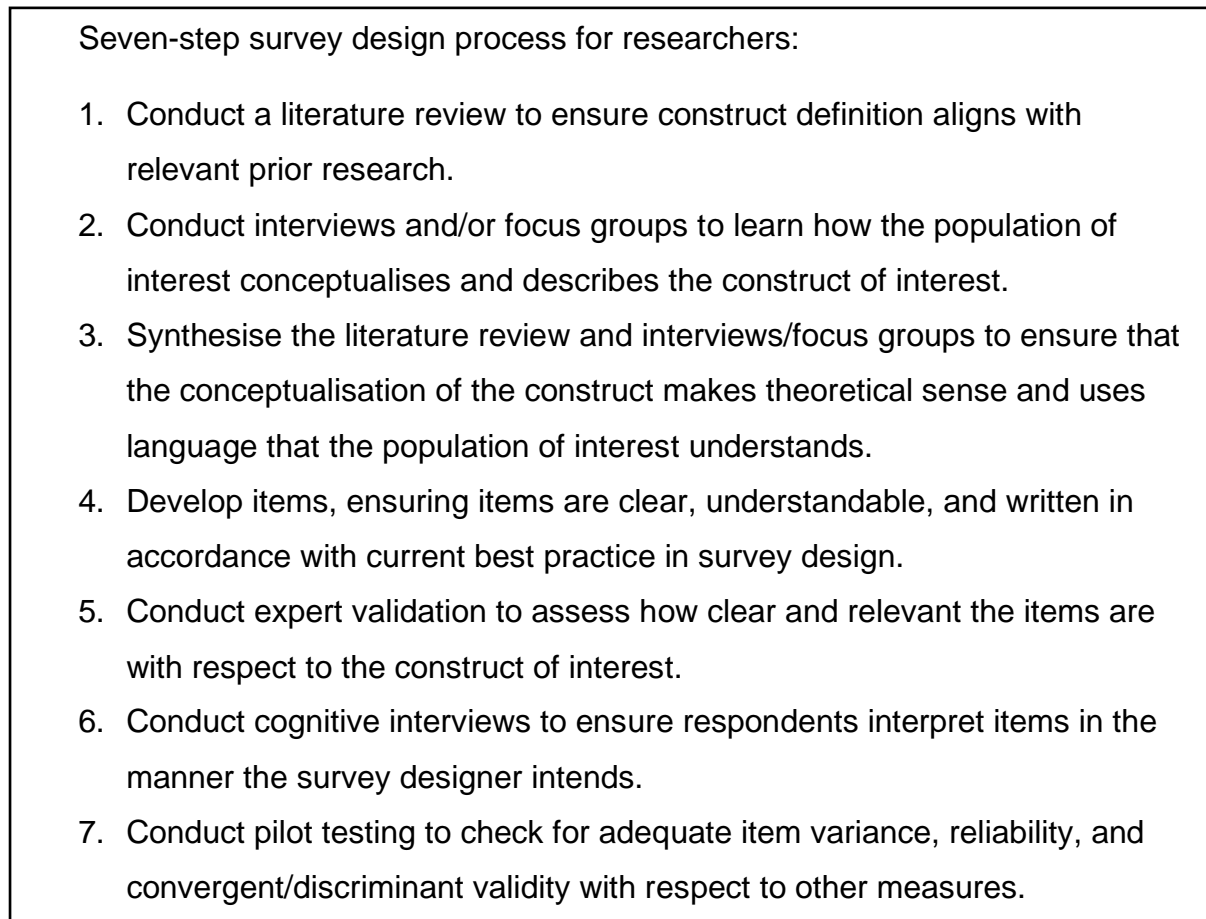 Seven-step survey design process for researchers:
1. Conduct a literature review to ensure construct definition aligns with
relevant prior research.
2. Conduct interviews and/or focus groups to learn how the population of
interest conceptualises and describes the construct of interest.
3. Synthesise the literature review and interviews/focus groups to ensure that
the conceptualisation of the construct makes theoretical sense and uses
language that the population of interest understands.
4. Develop items, ensuring items are clear, understandable, and written in
accordance with current best practice in survey design.
5. Conduct expert validation to assess how clear and relevant the items are
with respect to the construct of interest.
6. Conduct cognitive interviews to ensure respondents interpret items in the
manner the survey designer intends.
7. Conduct pilot testing to check for adequate item variance, reliability, and
convergent/discriminant validity with respect to other measures.